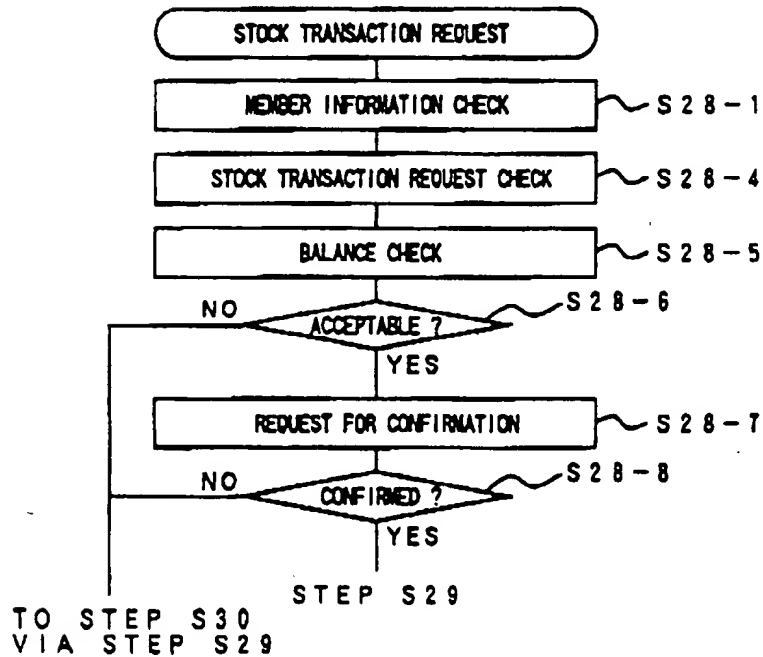 STOCK TRANSACTION REQUEST
MEMBER INFORMATION CHECK
S28-1
STOCK TRANSACTION REQUEST CHECK
S28-4
BALANCE CHECK
S28-5
S28-6
NO
ACCEPTABLE ?
YES
REQUEST FOR CONFIRMATION
S28-7
S28-8
NO
CONFIRMED ?
YES
STEP S29
TO STEP S30
VIA STEP S29